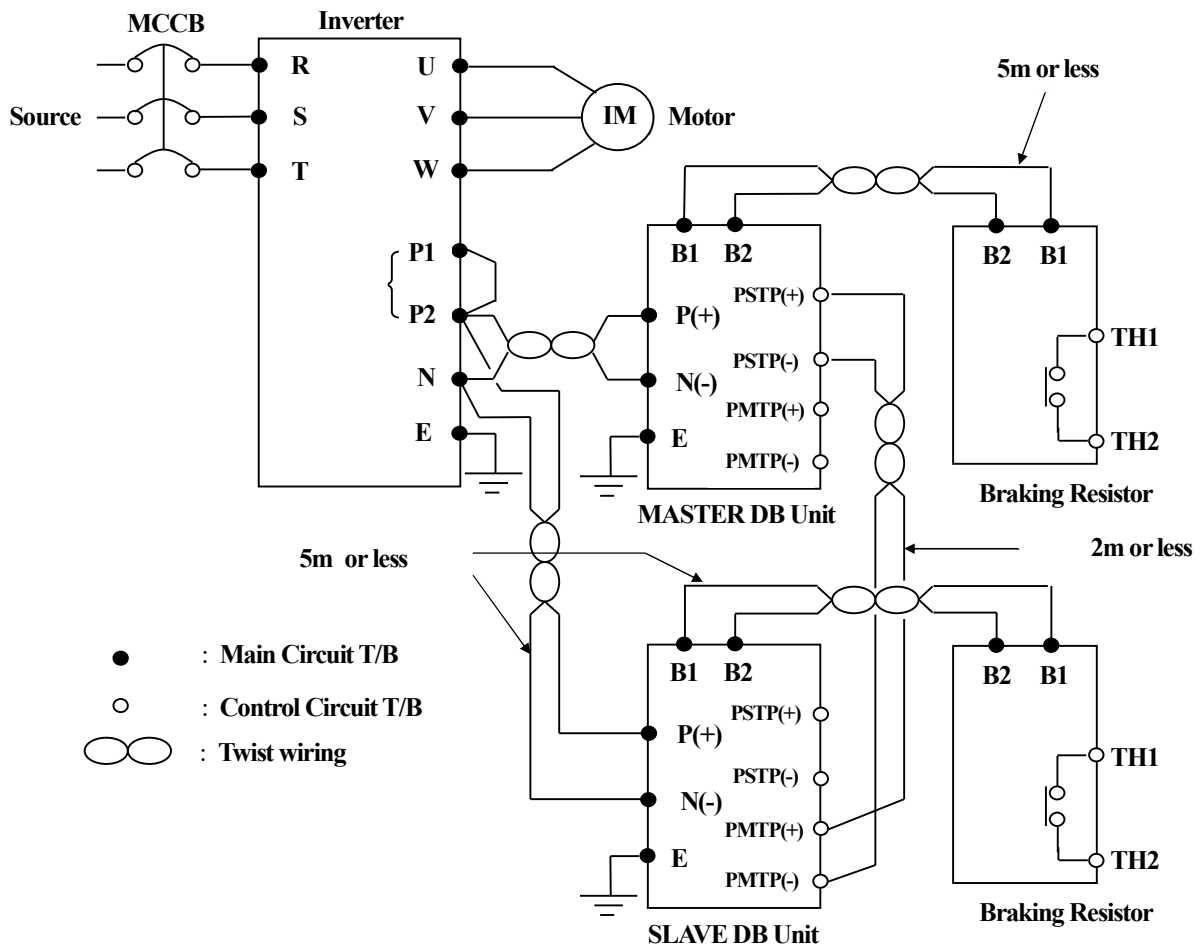 MCCB
Inverter
Source
R
S
T
U
V
W
IM
Motor
P1
P2
N
E
5m or less
B1 B2
P(+)
N(-)
E
PSTP(+)
PSTP(-)
PMTP(+)
PMTP(-)
MASTER DB Unit
B2 B1
TH1
TH2
Braking Resistor
5m or less
2m or less
: Main Circuit T/B
: Control Circuit T/B
: Twist wiring
B1 B2
P(+)
N(-)
E
PSTP(+)
PSTP(-)
PMTP(+)
PMTP(-)
SLAVE DB Unit
B2 B1
TH1
TH2
Braking Resistor